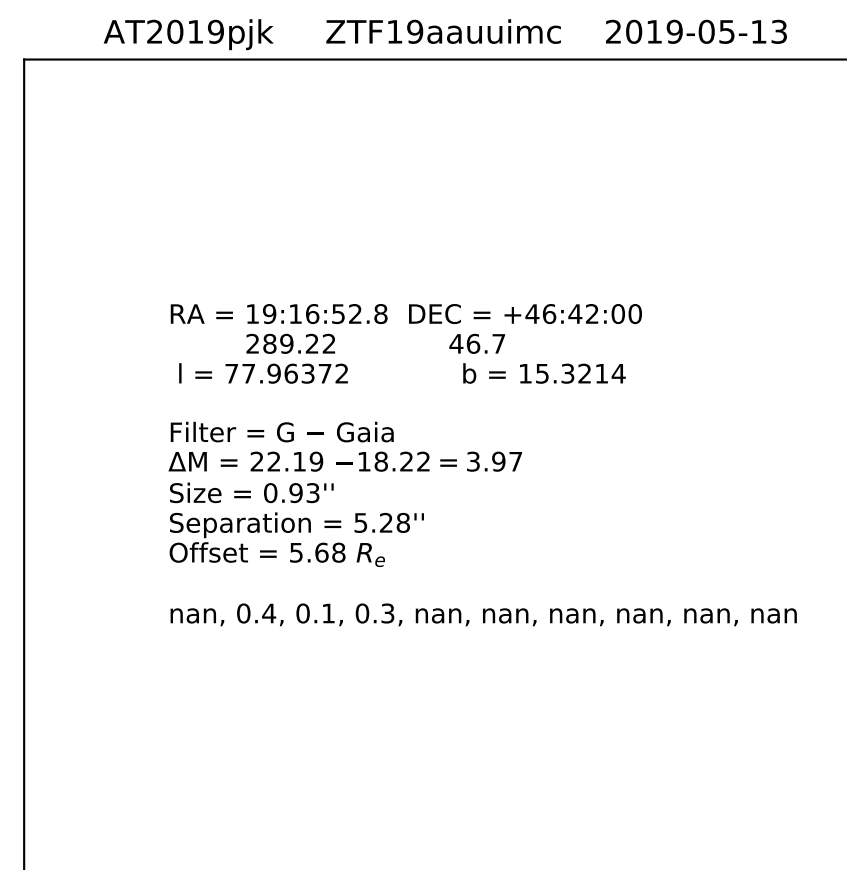 AT2019pjk ZTF19aauuimc 2019-05-13
RA = 19:16:52.8 DEC = +46:42:00
289.22 46.7
l = 77.96372 b = 15.3214
Filter = G − Gaia
ΔM = 22.19 −18.22 = 3.97
Size = 0.93''
Separation = 5.28''
Offset = 5.68 Re
nan, 0.4, 0.1, 0.3, nan, nan, nan, nan, nan, nan